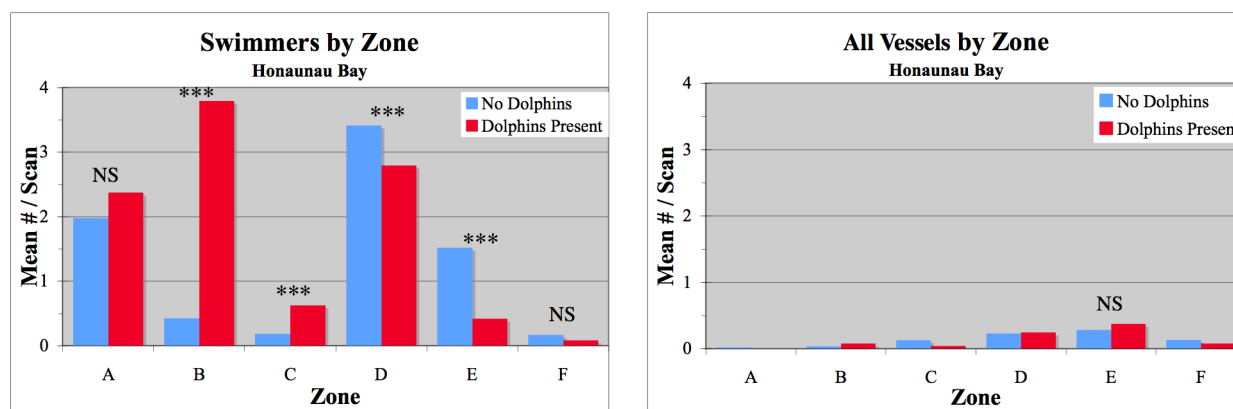 Swimmers by Zone
Honaunau Bay
4
3
2
1
0
Mean # / Scan
No Dolphins
Dolphins Present
NS
***
***
***
***
NS
A B C D E F
Zone
All Vessels by Zone
Honaunau Bay
4
3
2
1
0
Mean # / Scan
No Dolphins
Dolphins Present
NS
A B C D E F
Zone